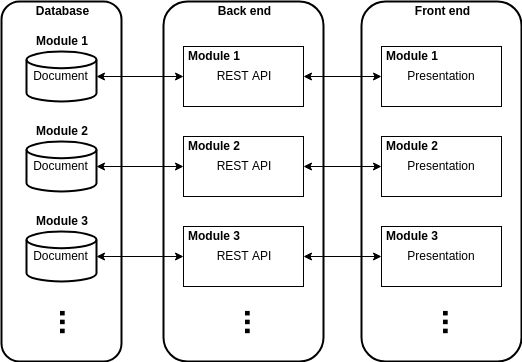 Database
Back end
Front end
Module 1
Document
Module 1
REST API
Module 1
Presentation
Module 2
Document
Module 2
REST API
Module 2
Presentation
Module 3
Document
Module 3
REST API
Module 3
Presentation